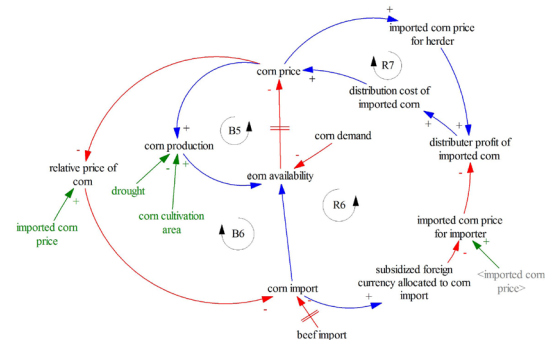 imported corn price
for herder
+
R7
corn price
+
-
distribution cost of
imported corn
+
+
+
B5
corn demand
-
corn production
distributer profit of
imported corn
-
relative price of
corn
-
+
corn availability
-
-
drought
+
imported corn
price
corn cultivation
area
R6
imported corn price
for importer
B6
-
+
subsidized foreign
currency allocated to corn
import
<imported corn
price>
corn import
+
-
-
beef import